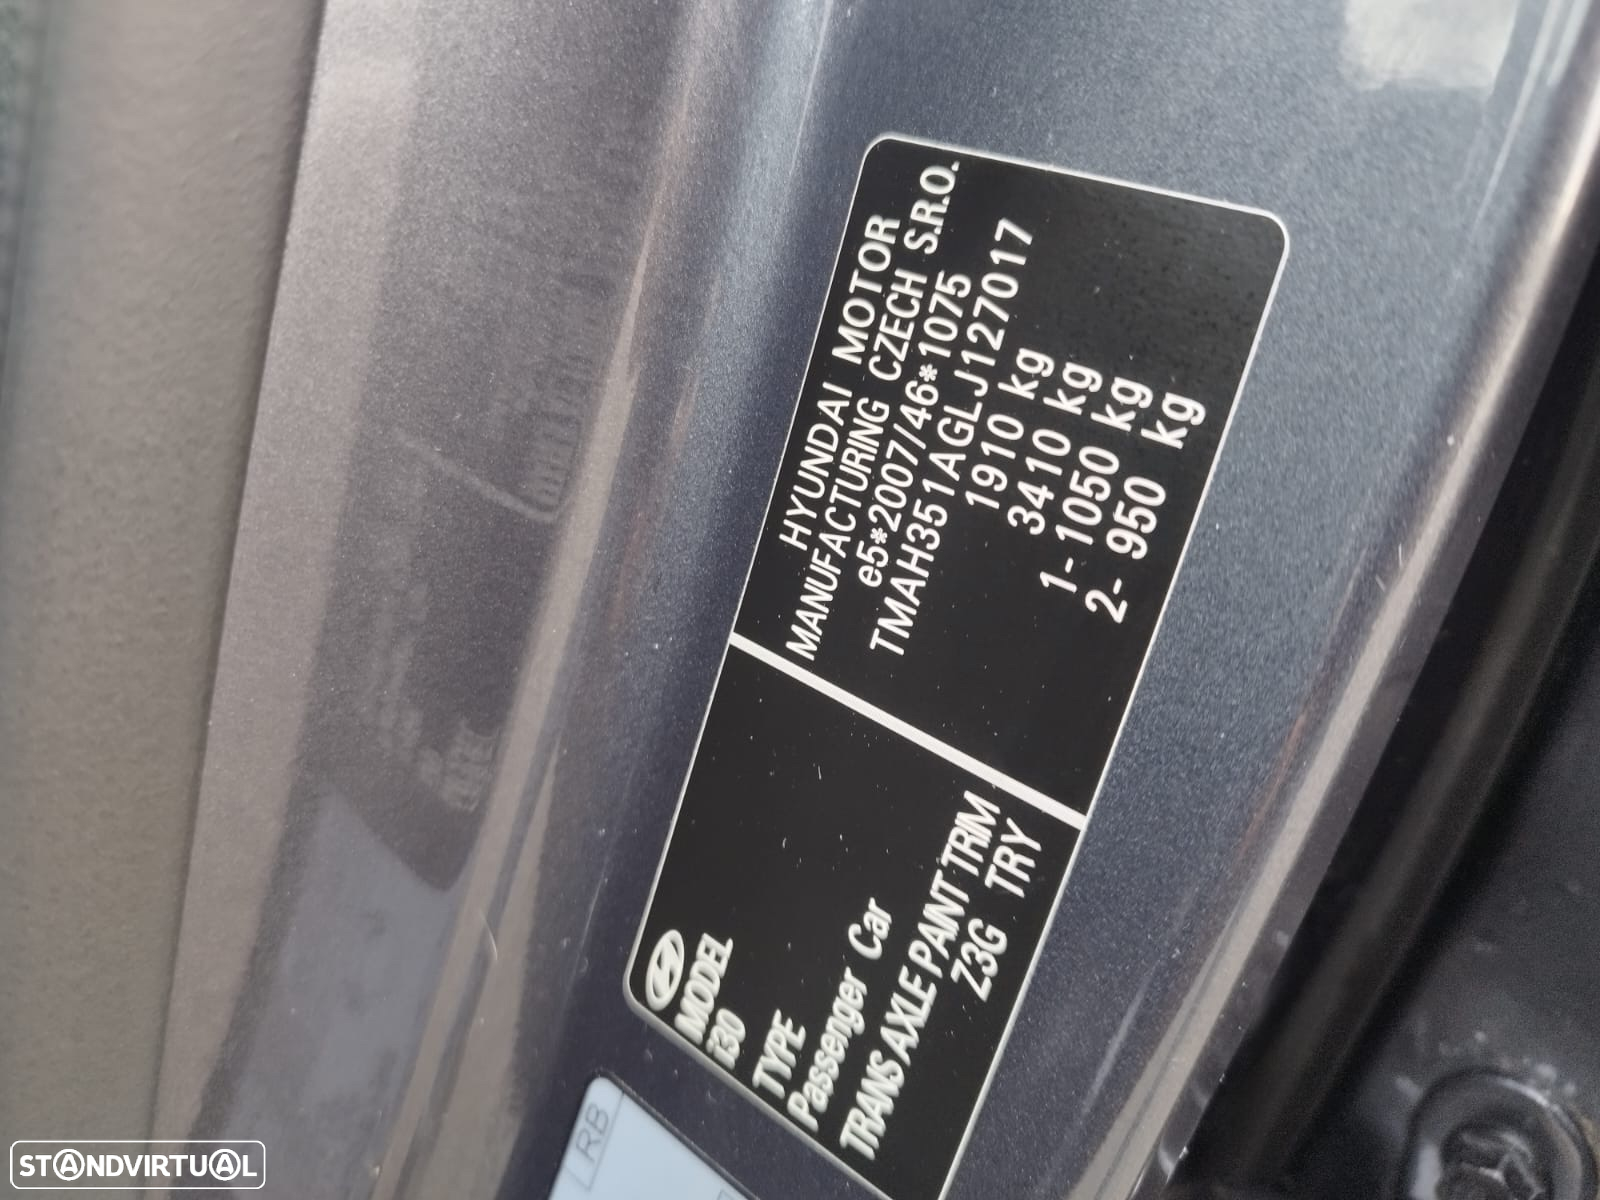 HYUNDAI MOTOR
MANUFACTURING CZECH S.R.O.
e5*2007/46*1075
TMAH351AGLJ127017
1910 kg
3410 kg
1- 1050 kg
2- 950 kg
MODEL
i30
TYPE
Passenger Car
TRANS AXLE PAINT TRIM
Z3G TRY
RB
STANDVIRTUAL